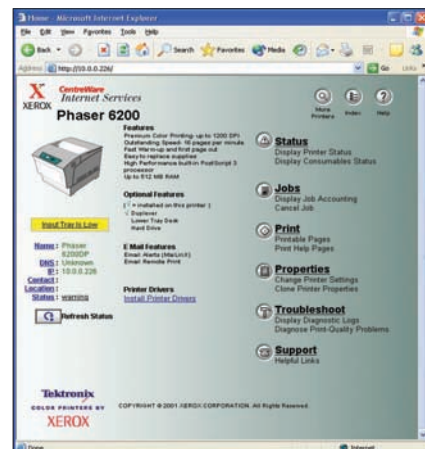 Home - Microsoft Internet Explorer
File Edit View Favorites Tools Help
Back Search Favorites Media
Address http://10.0.0.226/ Go Links
XEROX
CentreWare
Internet Services
Phaser 6200
More Printers
Index
Help
Features
Premium Color Printing: up to 1200 DPI
Outstanding Speed: 16 pages per minute
Fast Warm-up and first page out
Easy to replace supplies
High Performance built-in PostScript 3
processor
Up to 512 MB RAM
Optional Features
( √ = installed on this printer )
√ Duplexer
Lower Tray Deck
Hard Drive
Input Tray Is Low
Name: Phaser
6200DP
DNS: Unknown
IP: 10.0.0.226
Contact:
Location:
Status: warning
Refresh Status
E Mail Features
Email Alerts (MaiLinX)
Email Remote Print
Printer Drivers
Install Printer Drivers
Status
Display Printer Status
Display Consumables Status
Jobs
Display Job Accounting
Cancel Job
Print
Printable Pages
Print Help Pages
Properties
Change Printer Settings
Clone Printer Properties
Troubleshoot
Display Diagnostic Logs
Diagnose Print-Quality Problems
Support
Helpful Links
Tektronix
COLOR PRINTERS BY
XEROX
COPYRIGHT © 2001 XEROX CORPORATION. All Rights Reserved.
Done
Internet